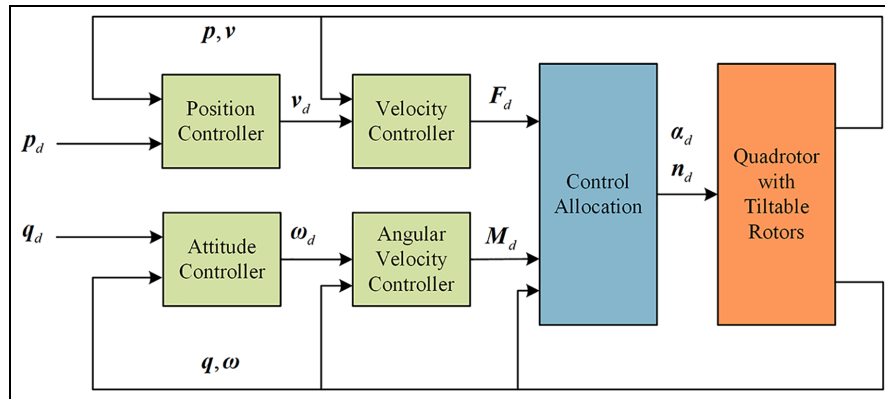 p, v
Position
Controller
v_d
Velocity
Controller
F_d
p_d
Control
Allocation
α_d
n_d
Quadrotor
with
Tiltable
Rotors
q_d
Attitude
Controller
ω_d
Angular
Velocity
Controller
M_d
q, ω